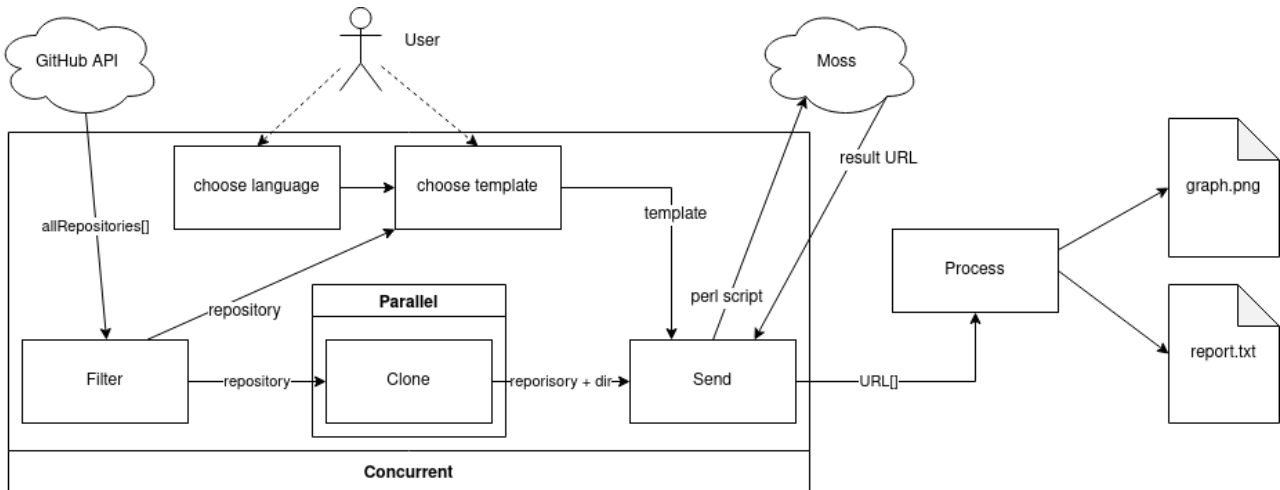 User
GitHub API
Moss
choose language
choose template
result URL
graph.png
allRepositories[]
template
Process
perl script
repository
Parallel
report.txt
Filter
repository
Clone
reporisory + dir
Send
URL[]
Concurrent